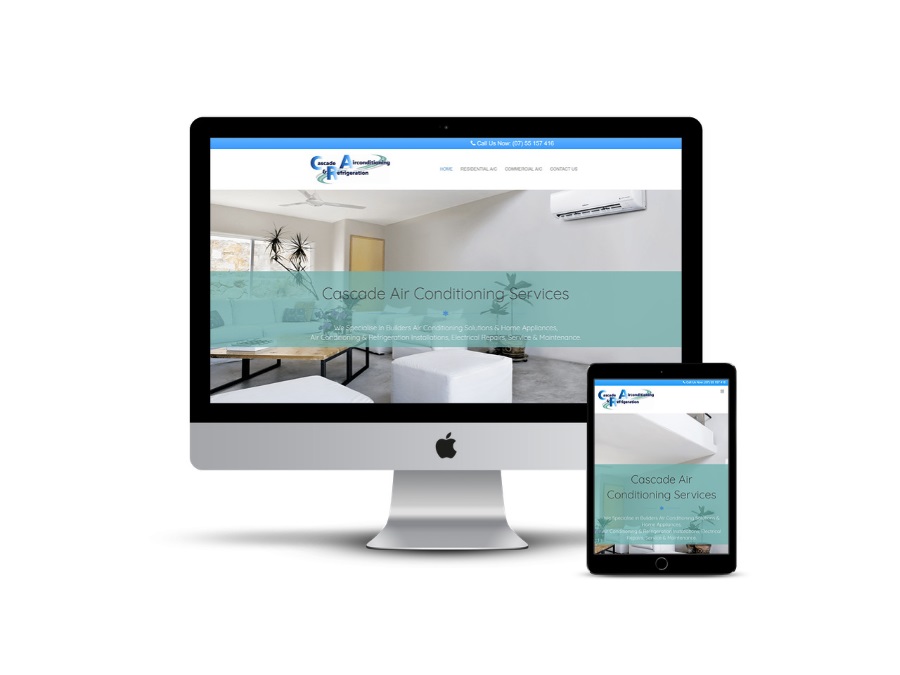 Call Us Now: (07) 55 157 416
Cascade Airconditioning
& Refrigeration
HOME RESIDENTIAL A/C COMMERCIAL A/C CONTACT US
Cascade Air Conditioning Services
We Specialise in Builders Air Conditioning Solutions & Home Appliances,
Air Conditioning & Refrigeration Installations, Electrical Repairs, Service & Maintenance.
Call Us Now: (07) 55 157 416
Cascade Airconditioning
& Refrigeration
Cascade Air
Conditioning Services
We Specialise in Builders Air Conditioning Solutions &
Home Appliances,
Air Conditioning & Refrigeration Installations, Electrical
Repairs, Service & Maintenance.